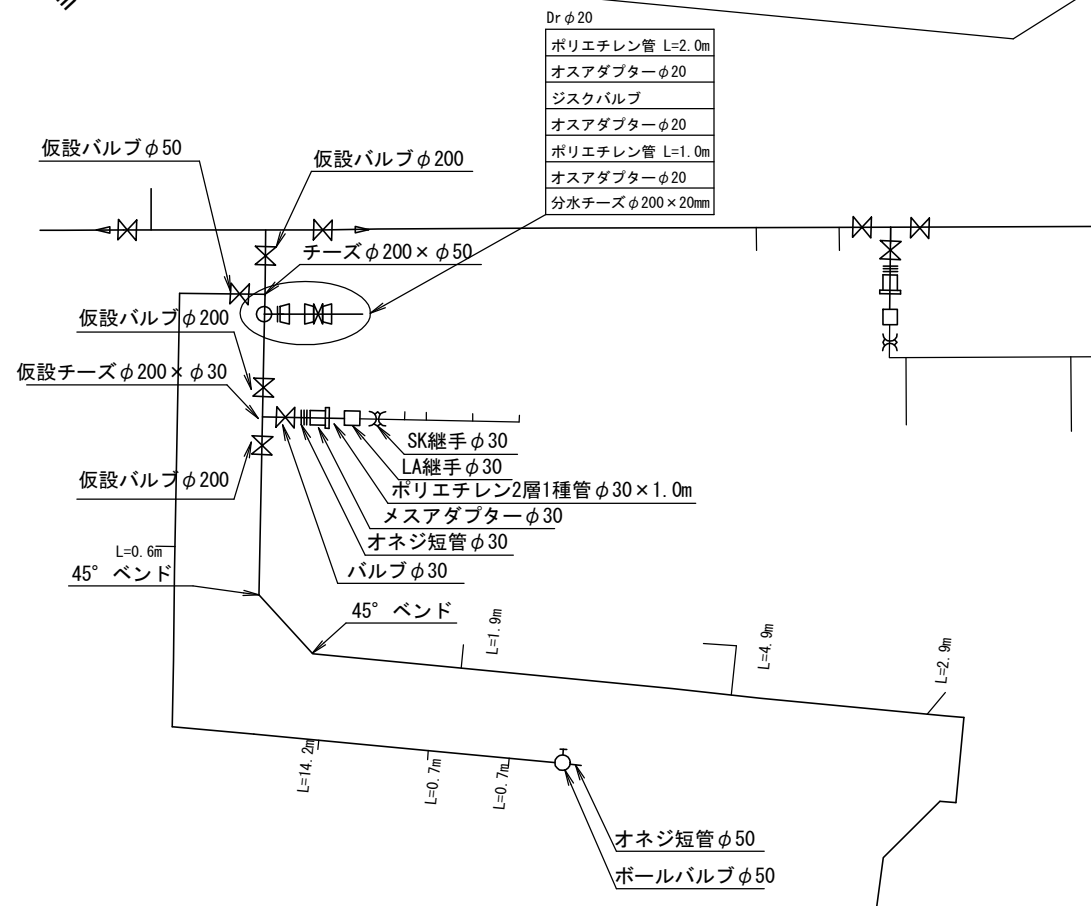 Drφ20
ポリエチレン管 L=2.0m
オスアダプターφ20
ジスクバルブ
オスアダプターφ20
ポリエチレン管 L=1.0m
オスアダプターφ20
分水チーズφ200×20mm
仮設バルブφ50
仮設バルブφ200
チーズφ200×φ50
仮設バルブφ200
仮設チーズφ200×φ30
仮設バルブφ200
SK継手φ30
LA継手φ30
ポリエチレン2層1種管φ30×1.0m
メスアダプターφ30
オネジ短管φ30
バルブφ30
L=0.6m
45° ベンド
45° ベンド
L=1.9m
L=4.9m
L=2.9m
L=14.2m
L=0.7m
L=0.7m
オネジ短管φ50
ボールバルブφ50